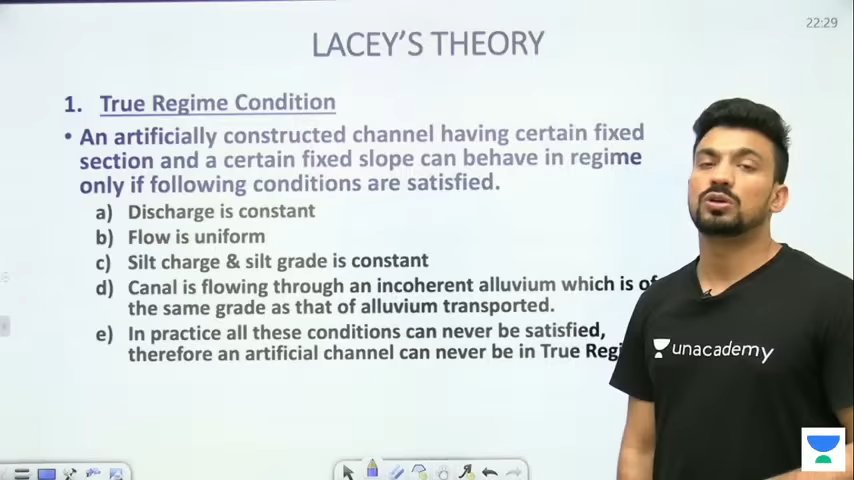 22:29
LACEY'S THEORY
1. True Regime Condition
• An artificially constructed channel having certain fixed
section and a certain fixed slope can behave in regime
only if following conditions are satisfied.
a) Discharge is constant
b) Flow is uniform
c) Silt charge & silt grade is constant
d) Canal is flowing through an incoherent alluvium which is of
the same grade as that of alluvium transported.
e) In practice all these conditions can never be satisfied,
therefore an artificial channel can never be in True Regi
unacademy